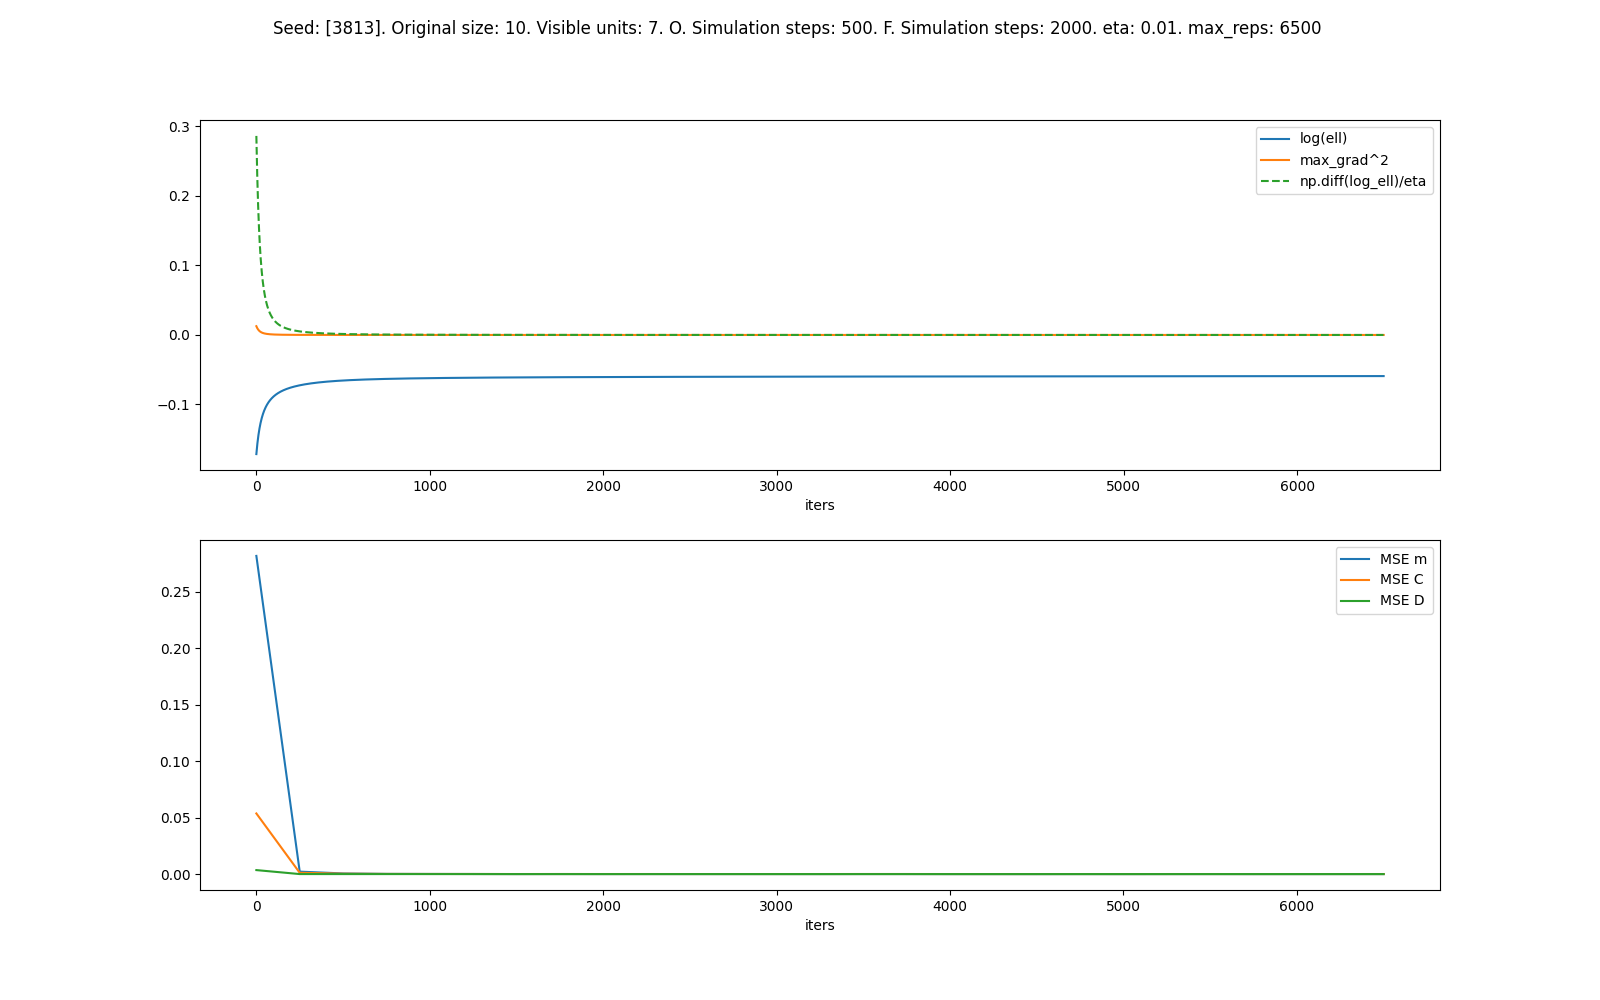 Seed: [3813]. Original size: 10. Visible units: 7. O. Simulation steps: 500. F. Simulation steps: 2000. eta: 0.01. max_reps: 6500
0.3
0.2
0.1
0.0
−0.1
log(ell)
max_grad^2
np.diff(log_ell)/eta
0 1000 2000 3000 4000 5000 6000
iters
0.25
0.20
0.15
0.10
0.05
0.00
MSE m
MSE C
MSE D
0 1000 2000 3000 4000 5000 6000
iters